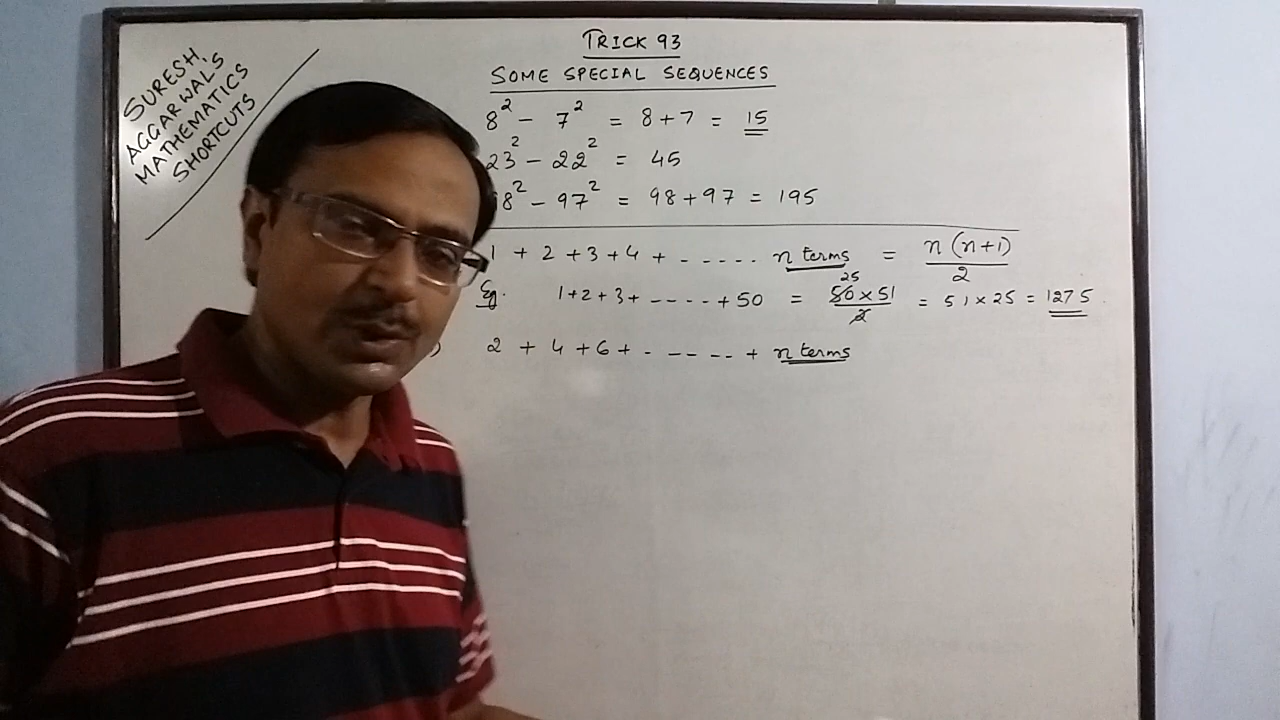 TRICK 93
SOME SPECIAL SEQUENCES
SURESH
AGGARWAL'S
MATHEMATICS
SHORTCUTS
8² - 7² = 8+7 = 15
23² - 22² = 45
8² - 97² = 98+97 = 195
1 + 2 +3 +4 + - ..... n terms = n(n+1)/2
Eg. 1+2+3+ ----- +50 = 25 50×51/2 = 51×25 = 1275.
) 2 + 4 +6 + . ---- .. + n terms